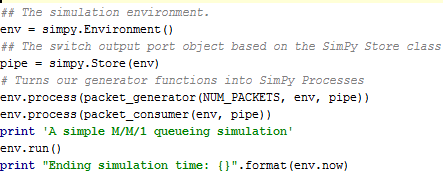 ## The simulation environment.
env = simpy.Environment()
## The switch output port object based on the SimPy Store class
pipe = simpy.Store(env)
# Turns our generator functions into SimPy Processes
env.process(packet_generator(NUM_PACKETS, env, pipe))
env.process(packet_consumer(env, pipe))
print 'A simple M/M/1 queueing simulation'
env.run()
print "Ending simulation time: {}".format(env.now)